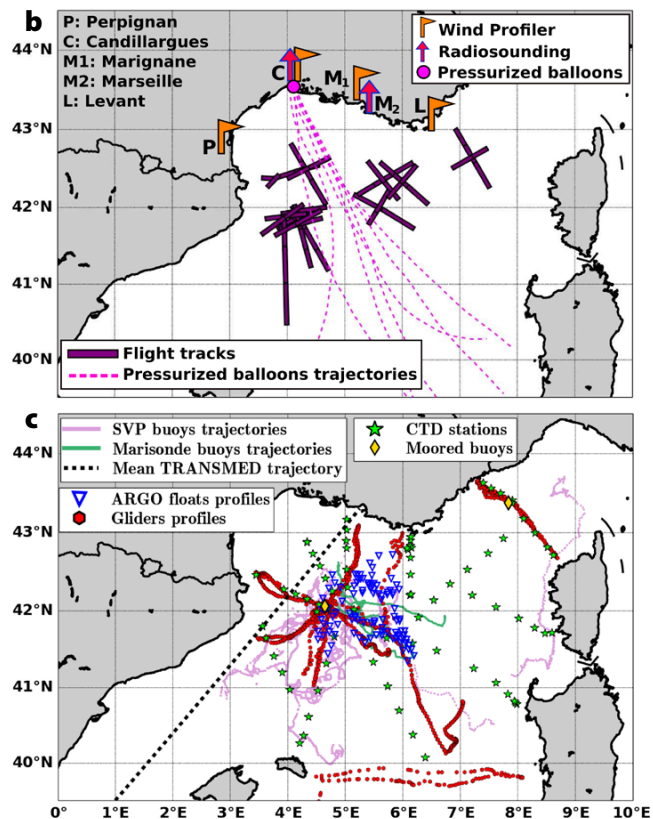 b
P: Perpignan
C: Candillargues
M1: Marignane
M2: Marseille
L: Levant
Wind Profiler
Radiosounding
Pressurized balloons
44°N
43°N
42°N
41°N
40°N
C
M₁
M₂
L
P
Flight tracks
Pressurized balloons trajectories
c
SVP buoys trajectories
Marisonde buoys trajectories
Mean TRANSMED trajectory
CTD stations
Moored buoys
ARGO floats profiles
Gliders profiles
44°N
43°N
42°N
41°N
40°N
0° 1°E 2°E 3°E 4°E 5°E 6°E 7°E 8°E 9°E 10°E